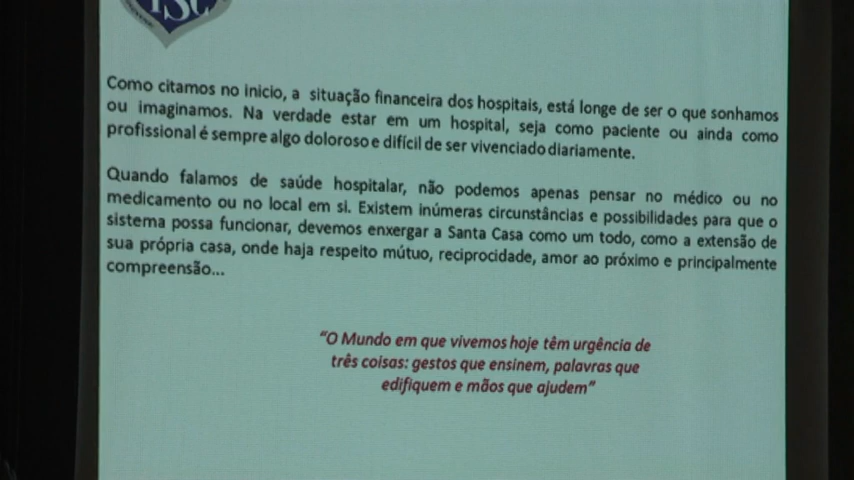 Como citamos no inicio, a situação financeira dos hospitais, está longe de ser o que sonhamos
ou imaginamos. Na verdade estar em um hospital, seja como paciente ou ainda como
profissional é sempre algo doloroso e difícil de ser vivenciado diariamente.
Quando falamos de saúde hospitalar, não podemos apenas pensar no médico ou no
medicamento ou no local em si. Existem inúmeras circunstâncias e possibilidades para que o
sistema possa funcionar, devemos enxergar a Santa Casa como um todo, como a extensão de
sua própria casa, onde haja respeito mútuo, reciprocidade, amor ao próximo e principalmente
compreensão...
“O Mundo em que vivemos hoje têm urgência de
três coisas: gestos que ensinem, palavras que
edifiquem e mãos que ajudem”